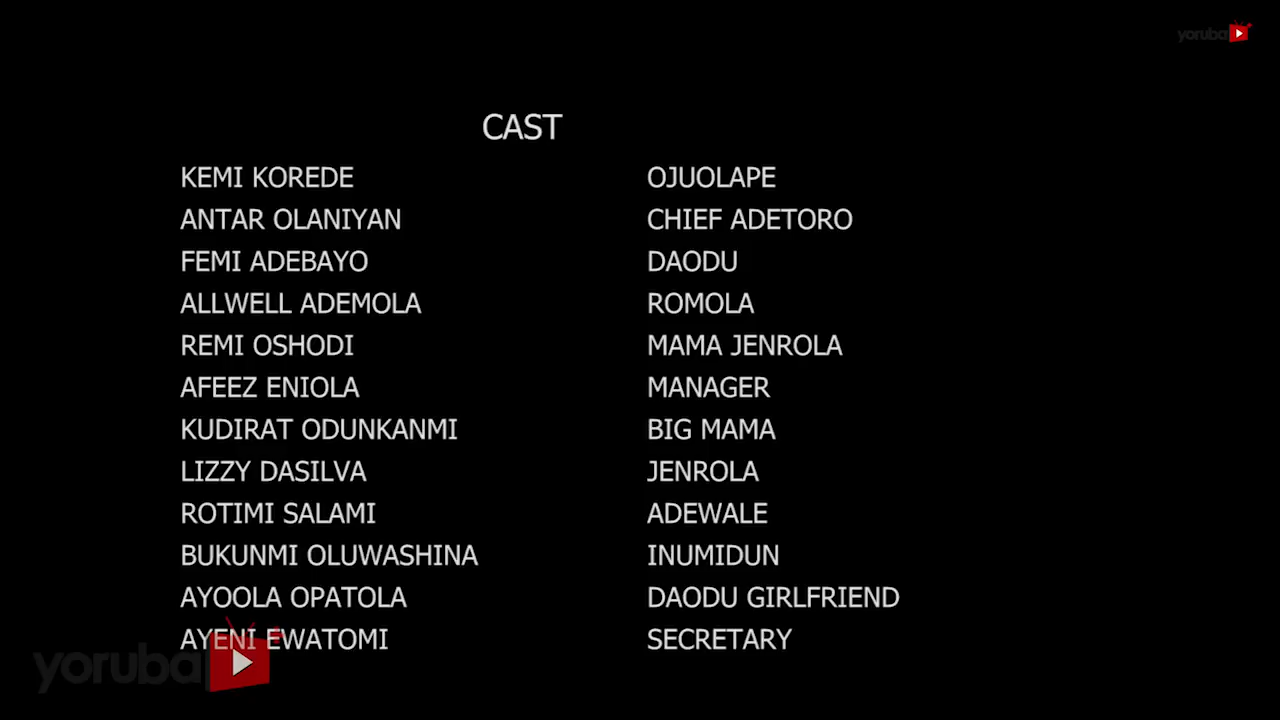 yoruba
CAST
KEMI KOREDE OJUOLAPE
ANTAR OLANIYAN CHIEF ADETORO
FEMI ADEBAYO DAODU
ALLWELL ADEMOLA ROMOLA
REMI OSHODI MAMA JENROLA
AFEEZ ENIOLA MANAGER
KUDIRAT ODUNKANMI BIG MAMA
LIZZY DASILVA JENROLA
ROTIMI SALAMI ADEWALE
BUKUNMI OLUWASHINA INUMIDUN
AYOOLA OPATOLA DAODU GIRLFRIEND
AYENI EWATOMI SECRETARY
yoruba